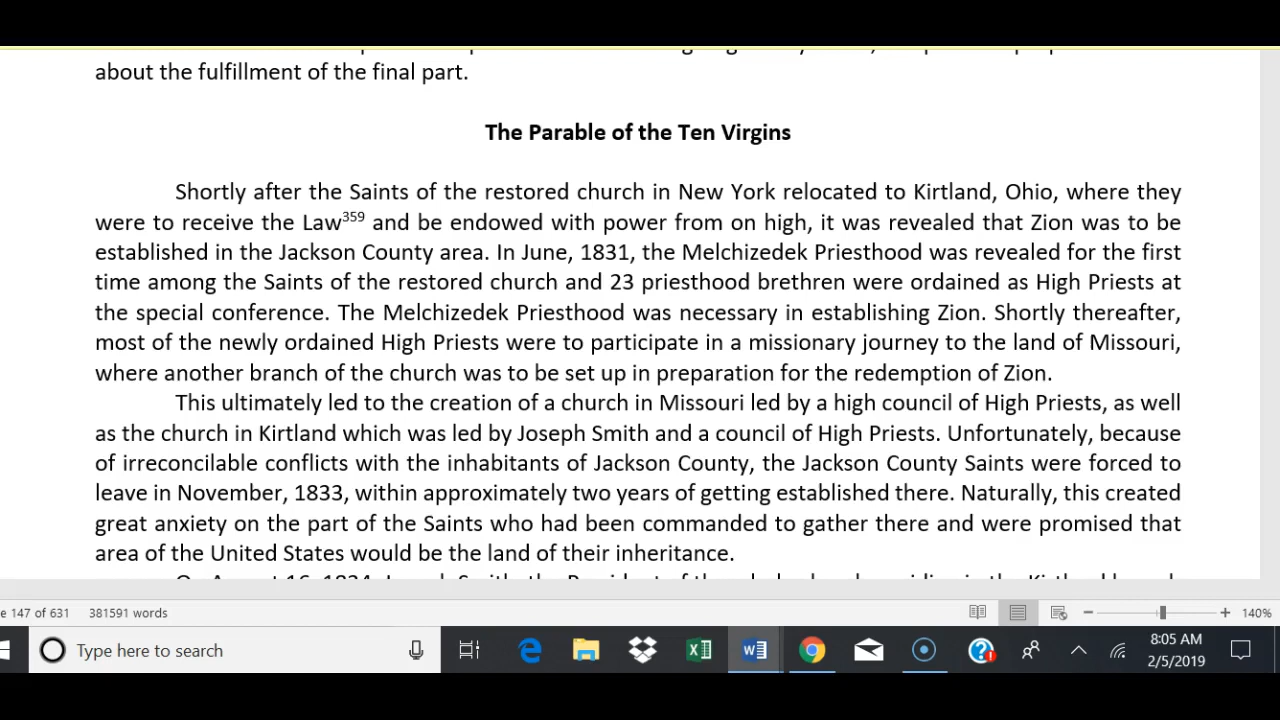 about the fulfillment of the final part.
The Parable of the Ten Virgins
Shortly after the Saints of the restored church in New York relocated to Kirtland, Ohio, where they
were to receive the Law359 and be endowed with power from on high, it was revealed that Zion was to be
established in the Jackson County area. In June, 1831, the Melchizedek Priesthood was revealed for the first
time among the Saints of the restored church and 23 priesthood brethren were ordained as High Priests at
the special conference. The Melchizedek Priesthood was necessary in establishing Zion. Shortly thereafter,
most of the newly ordained High Priests were to participate in a missionary journey to the land of Missouri,
where another branch of the church was to be set up in preparation for the redemption of Zion.
This ultimately led to the creation of a church in Missouri led by a high council of High Priests, as well
as the church in Kirtland which was led by Joseph Smith and a council of High Priests. Unfortunately, because
of irreconcilable conflicts with the inhabitants of Jackson County, the Jackson County Saints were forced to
leave in November, 1833, within approximately two years of getting established there. Naturally, this created
great anxiety on the part of the Saints who had been commanded to gather there and were promised that
area of the United States would be the land of their inheritance.
On August 16, 1834, Joseph Smith, the President of the whole church
e 147 of 631 381591 words 140%
Type here to search
8:05 AM
2/5/2019